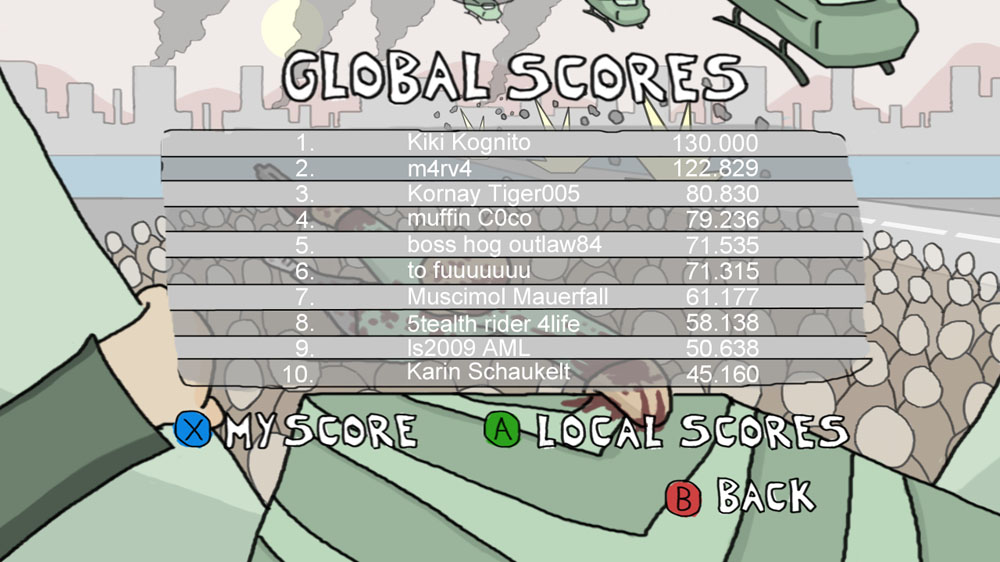 GLOBAL SCORES
1. Kiki Kognito 130.000
2. m4rv4 122.829
3. Kornay Tiger005 80.830
4. muffin C0co 79.236
5. boss hog outlaw84 71.535
6. to fuuuuuuu 71.315
7. Muscimol Mauerfall 61.177
8. 5tealth rider 4life 58.138
9. ls2009 AML 50.638
10. Karin Schaukelt 45.160
X MY SCORE A LOCAL SCORES
B BACK